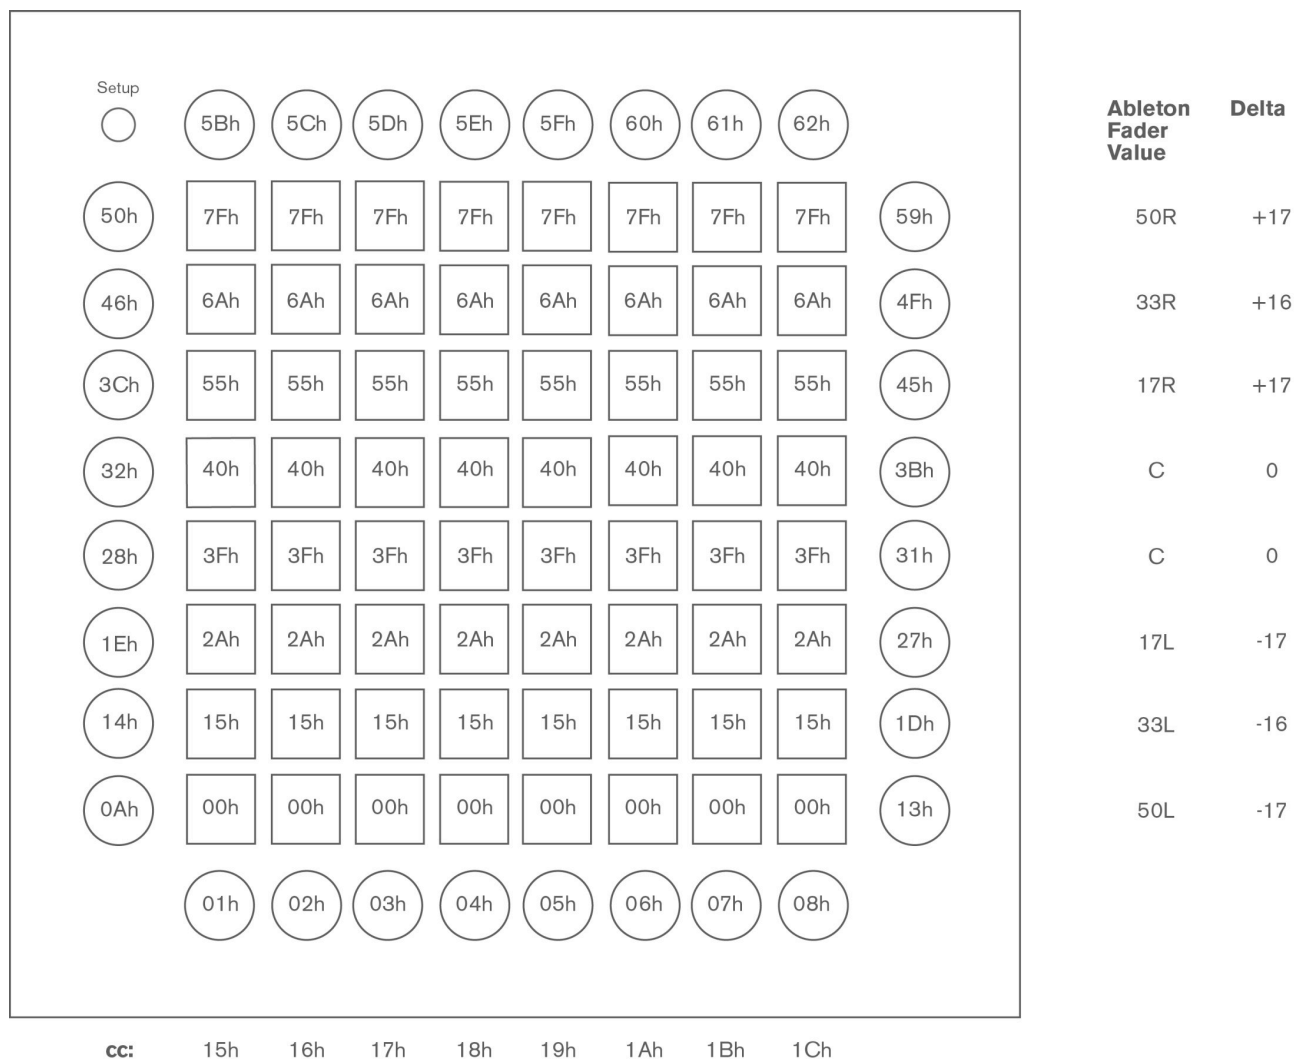 Setup
5Bh 5Ch 5Dh 5Eh 5Fh 60h 61h 62h
Ableton Fader Value
Delta
50h 7Fh 7Fh 7Fh 7Fh 7Fh 7Fh 7Fh 7Fh 59h 50R +17
46h 6Ah 6Ah 6Ah 6Ah 6Ah 6Ah 6Ah 6Ah 4Fh 33R +16
3Ch 55h 55h 55h 55h 55h 55h 55h 55h 45h 17R +17
32h 40h 40h 40h 40h 40h 40h 40h 40h 3Bh C 0
28h 3Fh 3Fh 3Fh 3Fh 3Fh 3Fh 3Fh 3Fh 31h C 0
1Eh 2Ah 2Ah 2Ah 2Ah 2Ah 2Ah 2Ah 2Ah 27h 17L -17
14h 15h 15h 15h 15h 15h 15h 15h 15h 1Dh 33L -16
0Ah 00h 00h 00h 00h 00h 00h 00h 00h 13h 50L -17
01h 02h 03h 04h 05h 06h 07h 08h
cc: 15h 16h 17h 18h 19h 1Ah 1Bh 1Ch